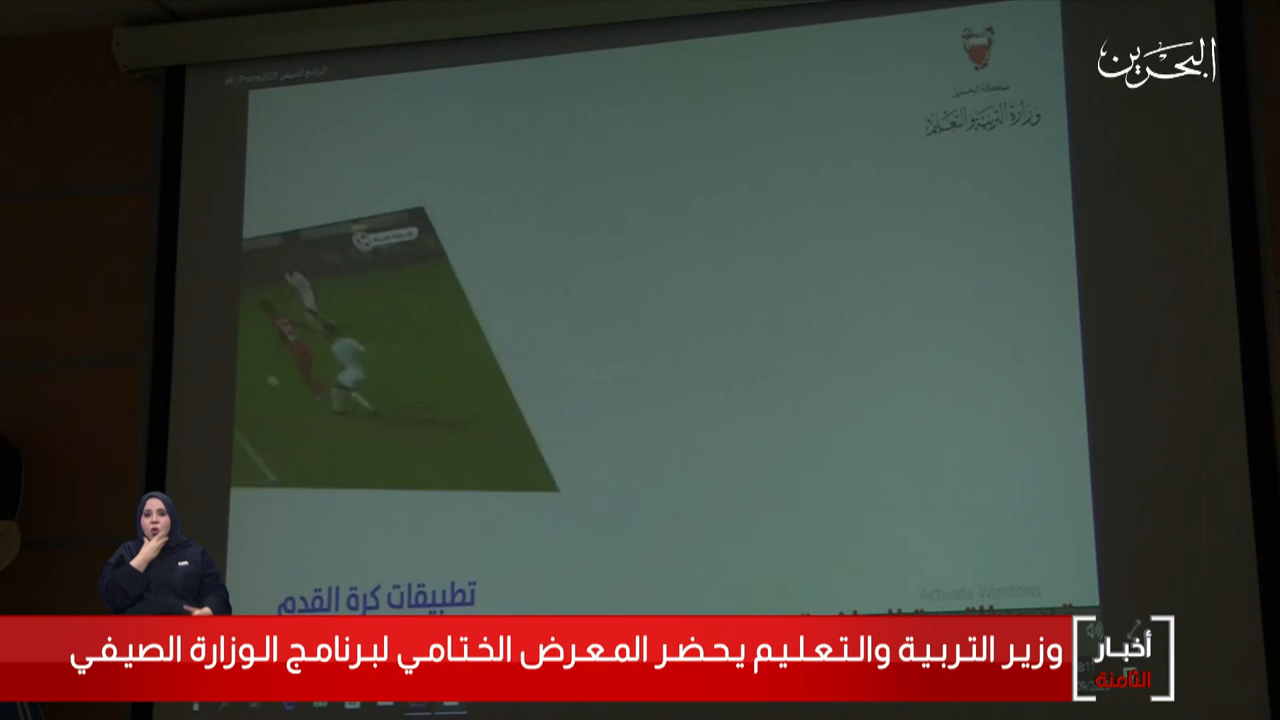 البحرين
مملكة البحرين
وزارة التربية والتعليم
تطبيقات كرة القدم
Activate Windows
وزير التربية والتعليم يحضر المعرض الختامي لبرنامج الوزارة الصيفي
أخبار
الثامنة